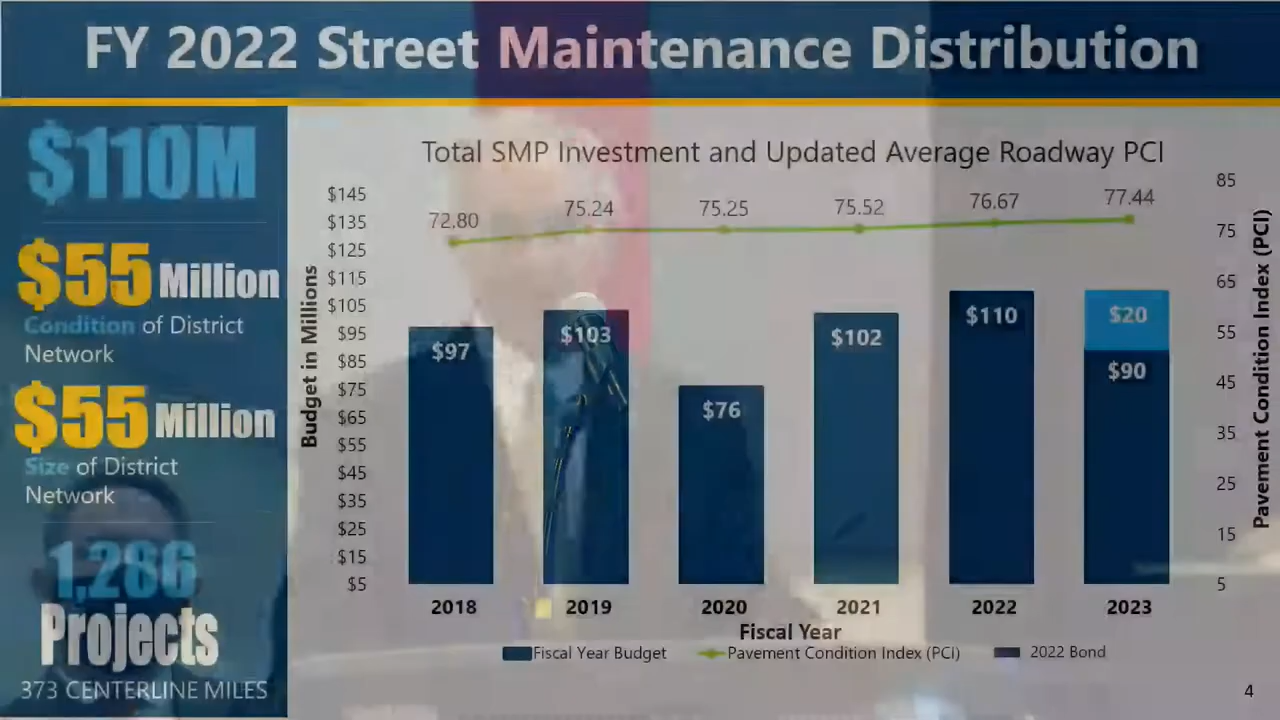 FY 2022 Street Maintenance Distribution
$110M
$55 Million
Condition of District
Network
$55 Million
Size of District
Network
1,286
Projects
373 CENTERLINE MILES
Total SMP Investment and Updated Average Roadway PCI
Budget in Millions
$145
$135
$125
$115
$105
$95
$85
$75
$65
$55
$45
$35
$25
$15
$5
72.80
75.24
75.25
75.52
76.67
77.44
$97
$103
$76
$102
$110
$20
$90
85
75
65
55
45
35
25
15
5
Pavement Condition Index (PCI)
2018 2019 2020 2021 2022 2023
Fiscal Year
Fiscal Year Budget Pavement Condition Index (PCI) 2022 Bond
4